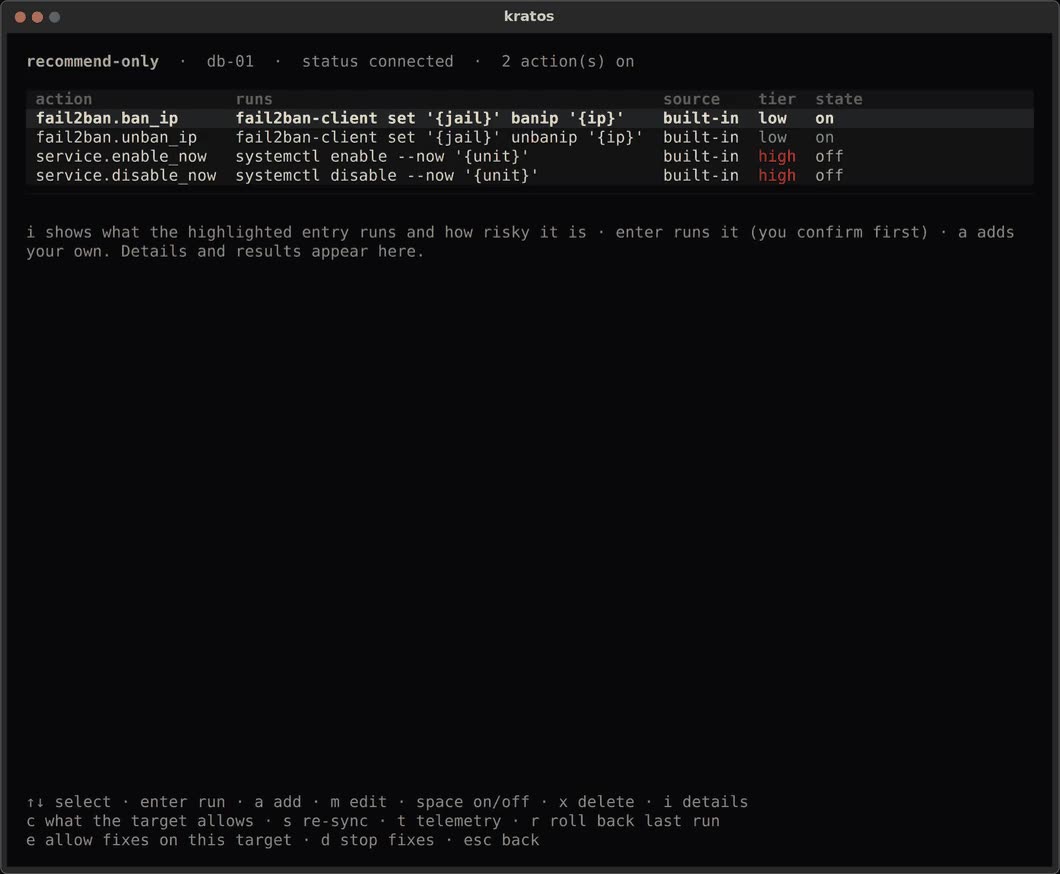 kratos
recommend-only · db-01 · status connected · 2 action(s) on
action runs source tier state
fail2ban.ban_ip fail2ban-client set '{jail}' banip '{ip}' built-in low on
fail2ban.unban_ip fail2ban-client set '{jail}' unbanip '{ip}' built-in low on
service.enable_now systemctl enable --now '{unit}' built-in high off
service.disable_now systemctl disable --now '{unit}' built-in high off
i shows what the highlighted entry runs and how risky it is · enter runs it (you confirm first) · a adds
your own. Details and results appear here.
↑↓ select · enter run · a add · m edit · space on/off · x delete · i details
c what the target allows · s re-sync · t telemetry · r roll back last run
e allow fixes on this target · d stop fixes · esc back